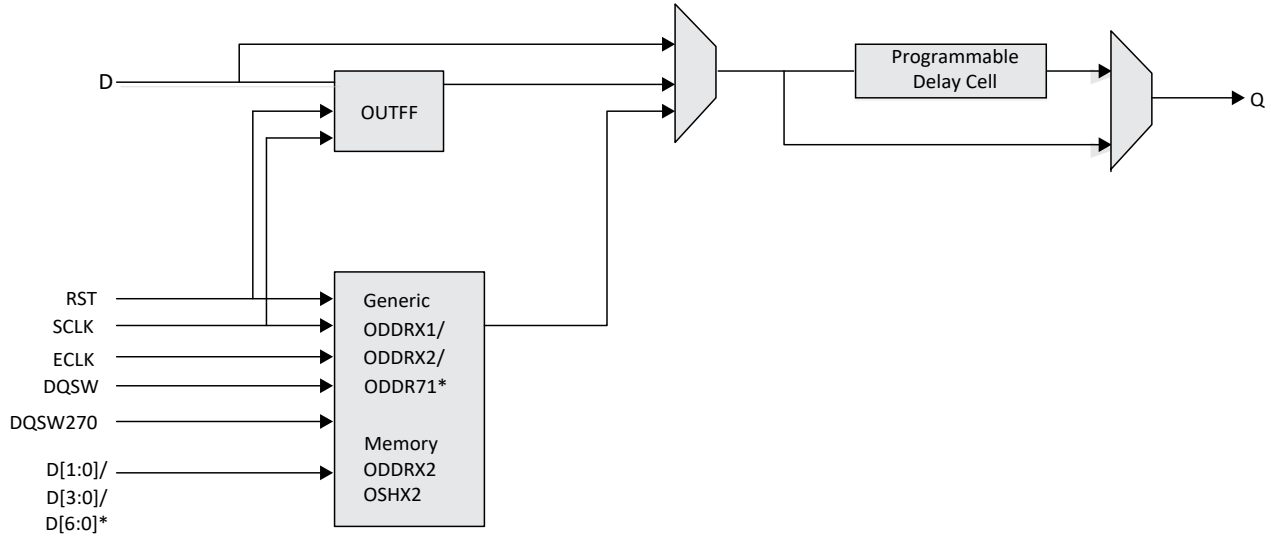 D
OUTFF
Programmable
Delay Cell
Q
RST
SCLK
ECLK
DQSW
DQSW270
D[1:0]/
D[3:0]/
D[6:0]*
Generic
ODDRX1/
ODDRX2/
ODDR71*
Memory
ODDRX2
OSHX2